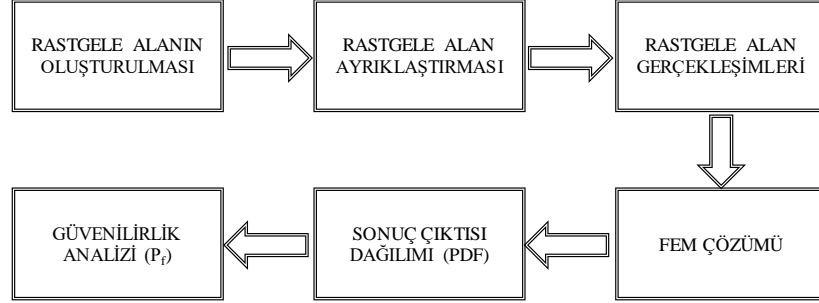 RASTGELE ALANIN
OLUŞTURULMASI
RASTGELE ALAN
AYRIKLAŞTIRMASI
RASTGELE ALAN
GERÇEKLEŞİMLERİ
FEM ÇÖZÜMÜ
SONUÇ ÇIKTISI
DAĞILIMI (PDF)
GÜVENİLİRLİK
ANALİZİ (Pf)